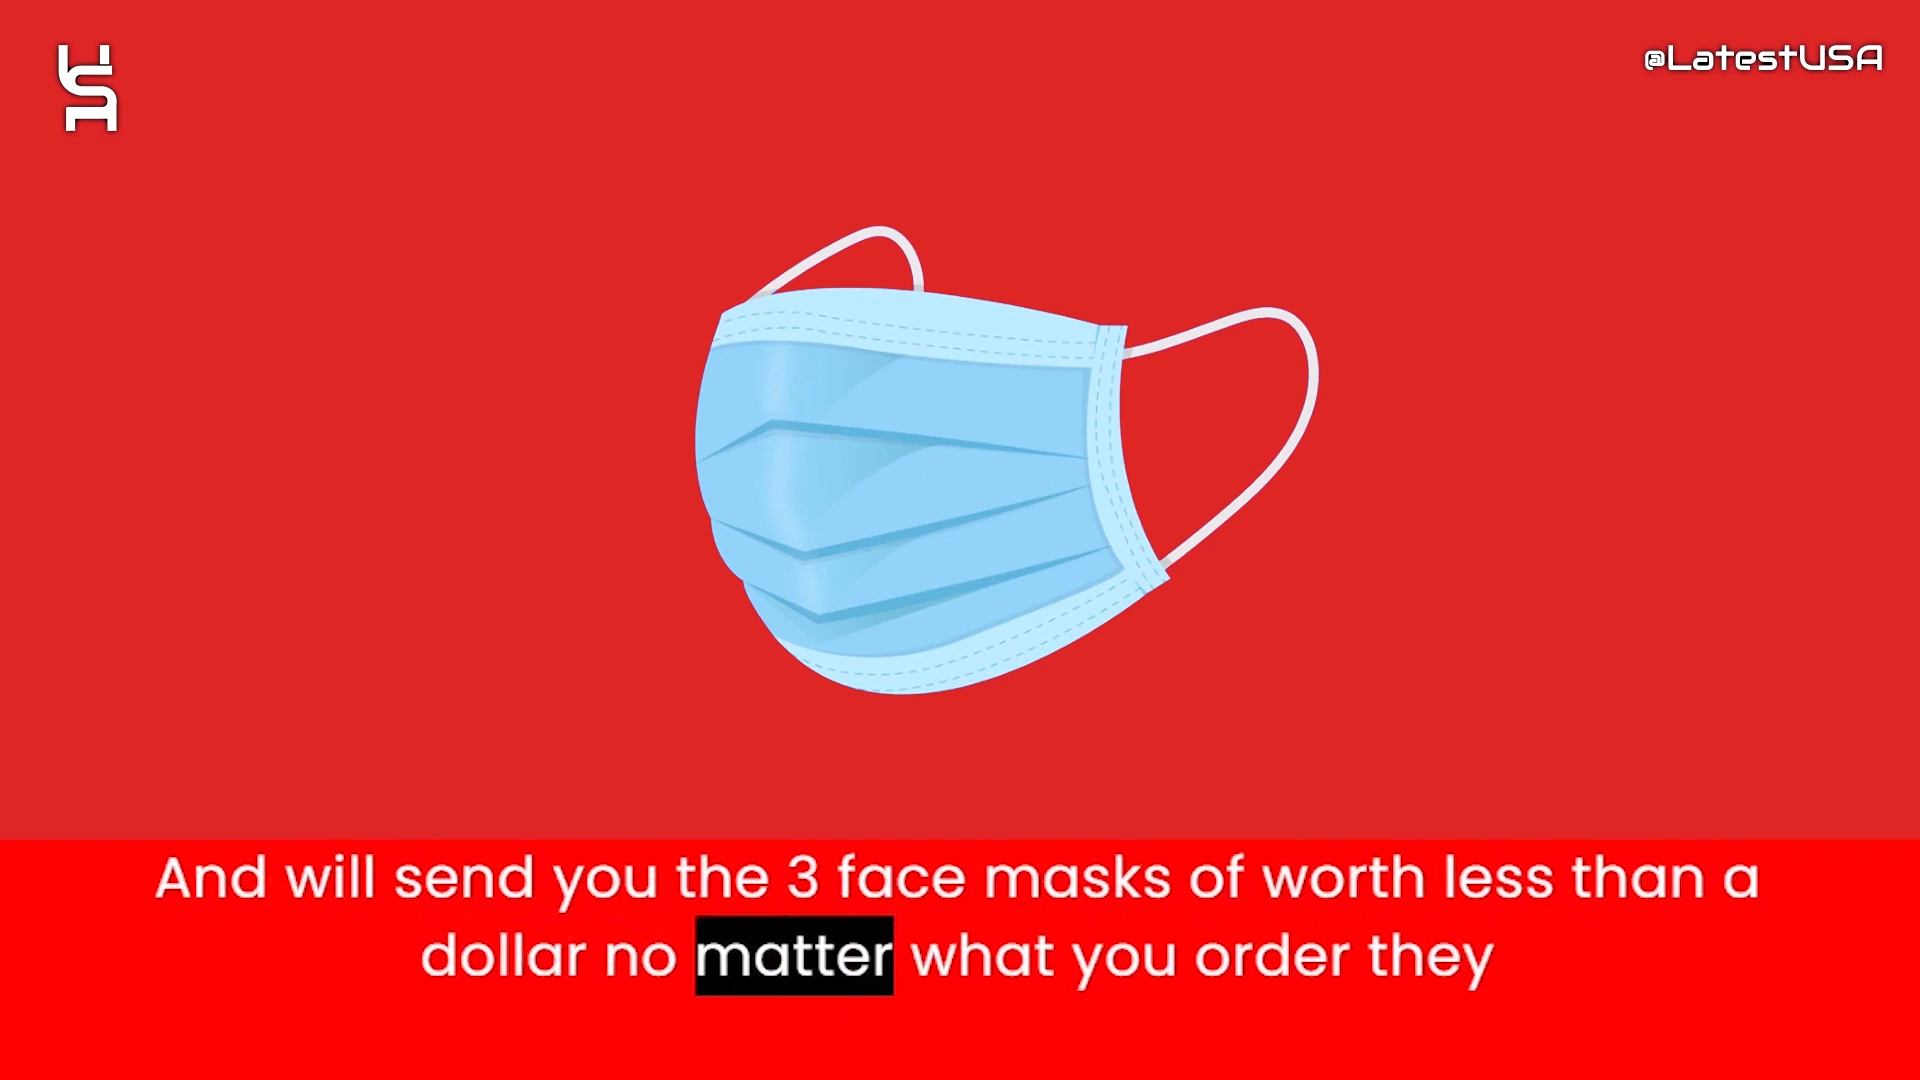 USA
@LatestUSA
And will send you the 3 face masks of worth less than a
dollar no matter what you order they